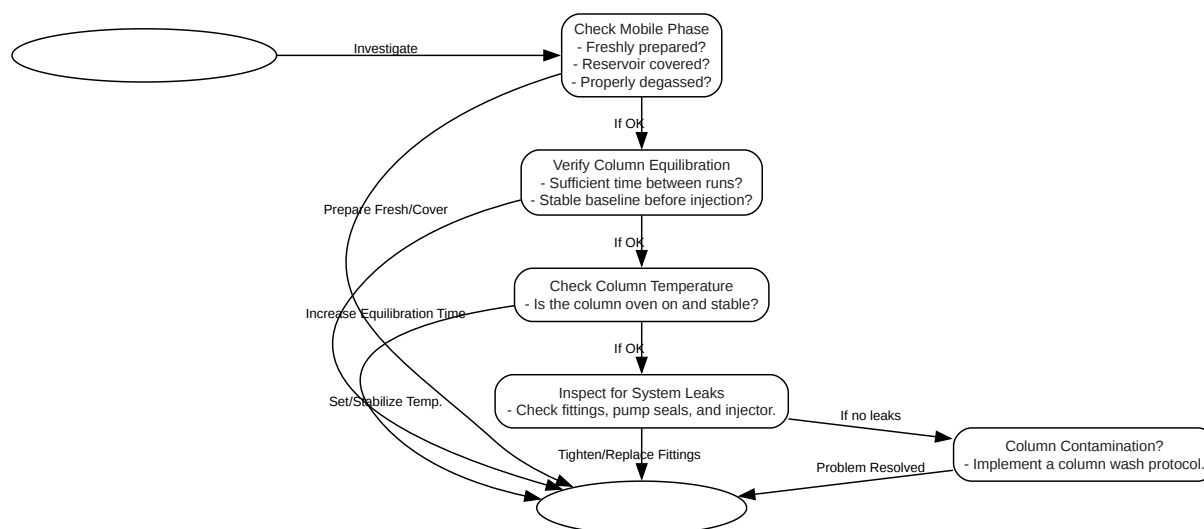 Check Mobile Phase
- Freshly prepared?
- Reservoir covered?
- Properly degassed?
Investigate
If OK
Verify Column Equilibration
- Sufficient time between runs?
- Stable baseline before injection?
Prepare Fresh/Cover
If OK
Check Column Temperature
- Is the column oven on and stable?
Increase Equilibration Time
If OK
Inspect for System Leaks
- Check fittings, pump seals, and injector.
Set/Stabilize Temp.
If no leaks
Column Contamination?
- Implement a column wash protocol.
Tighten/Replace Fittings
Problem Resolved